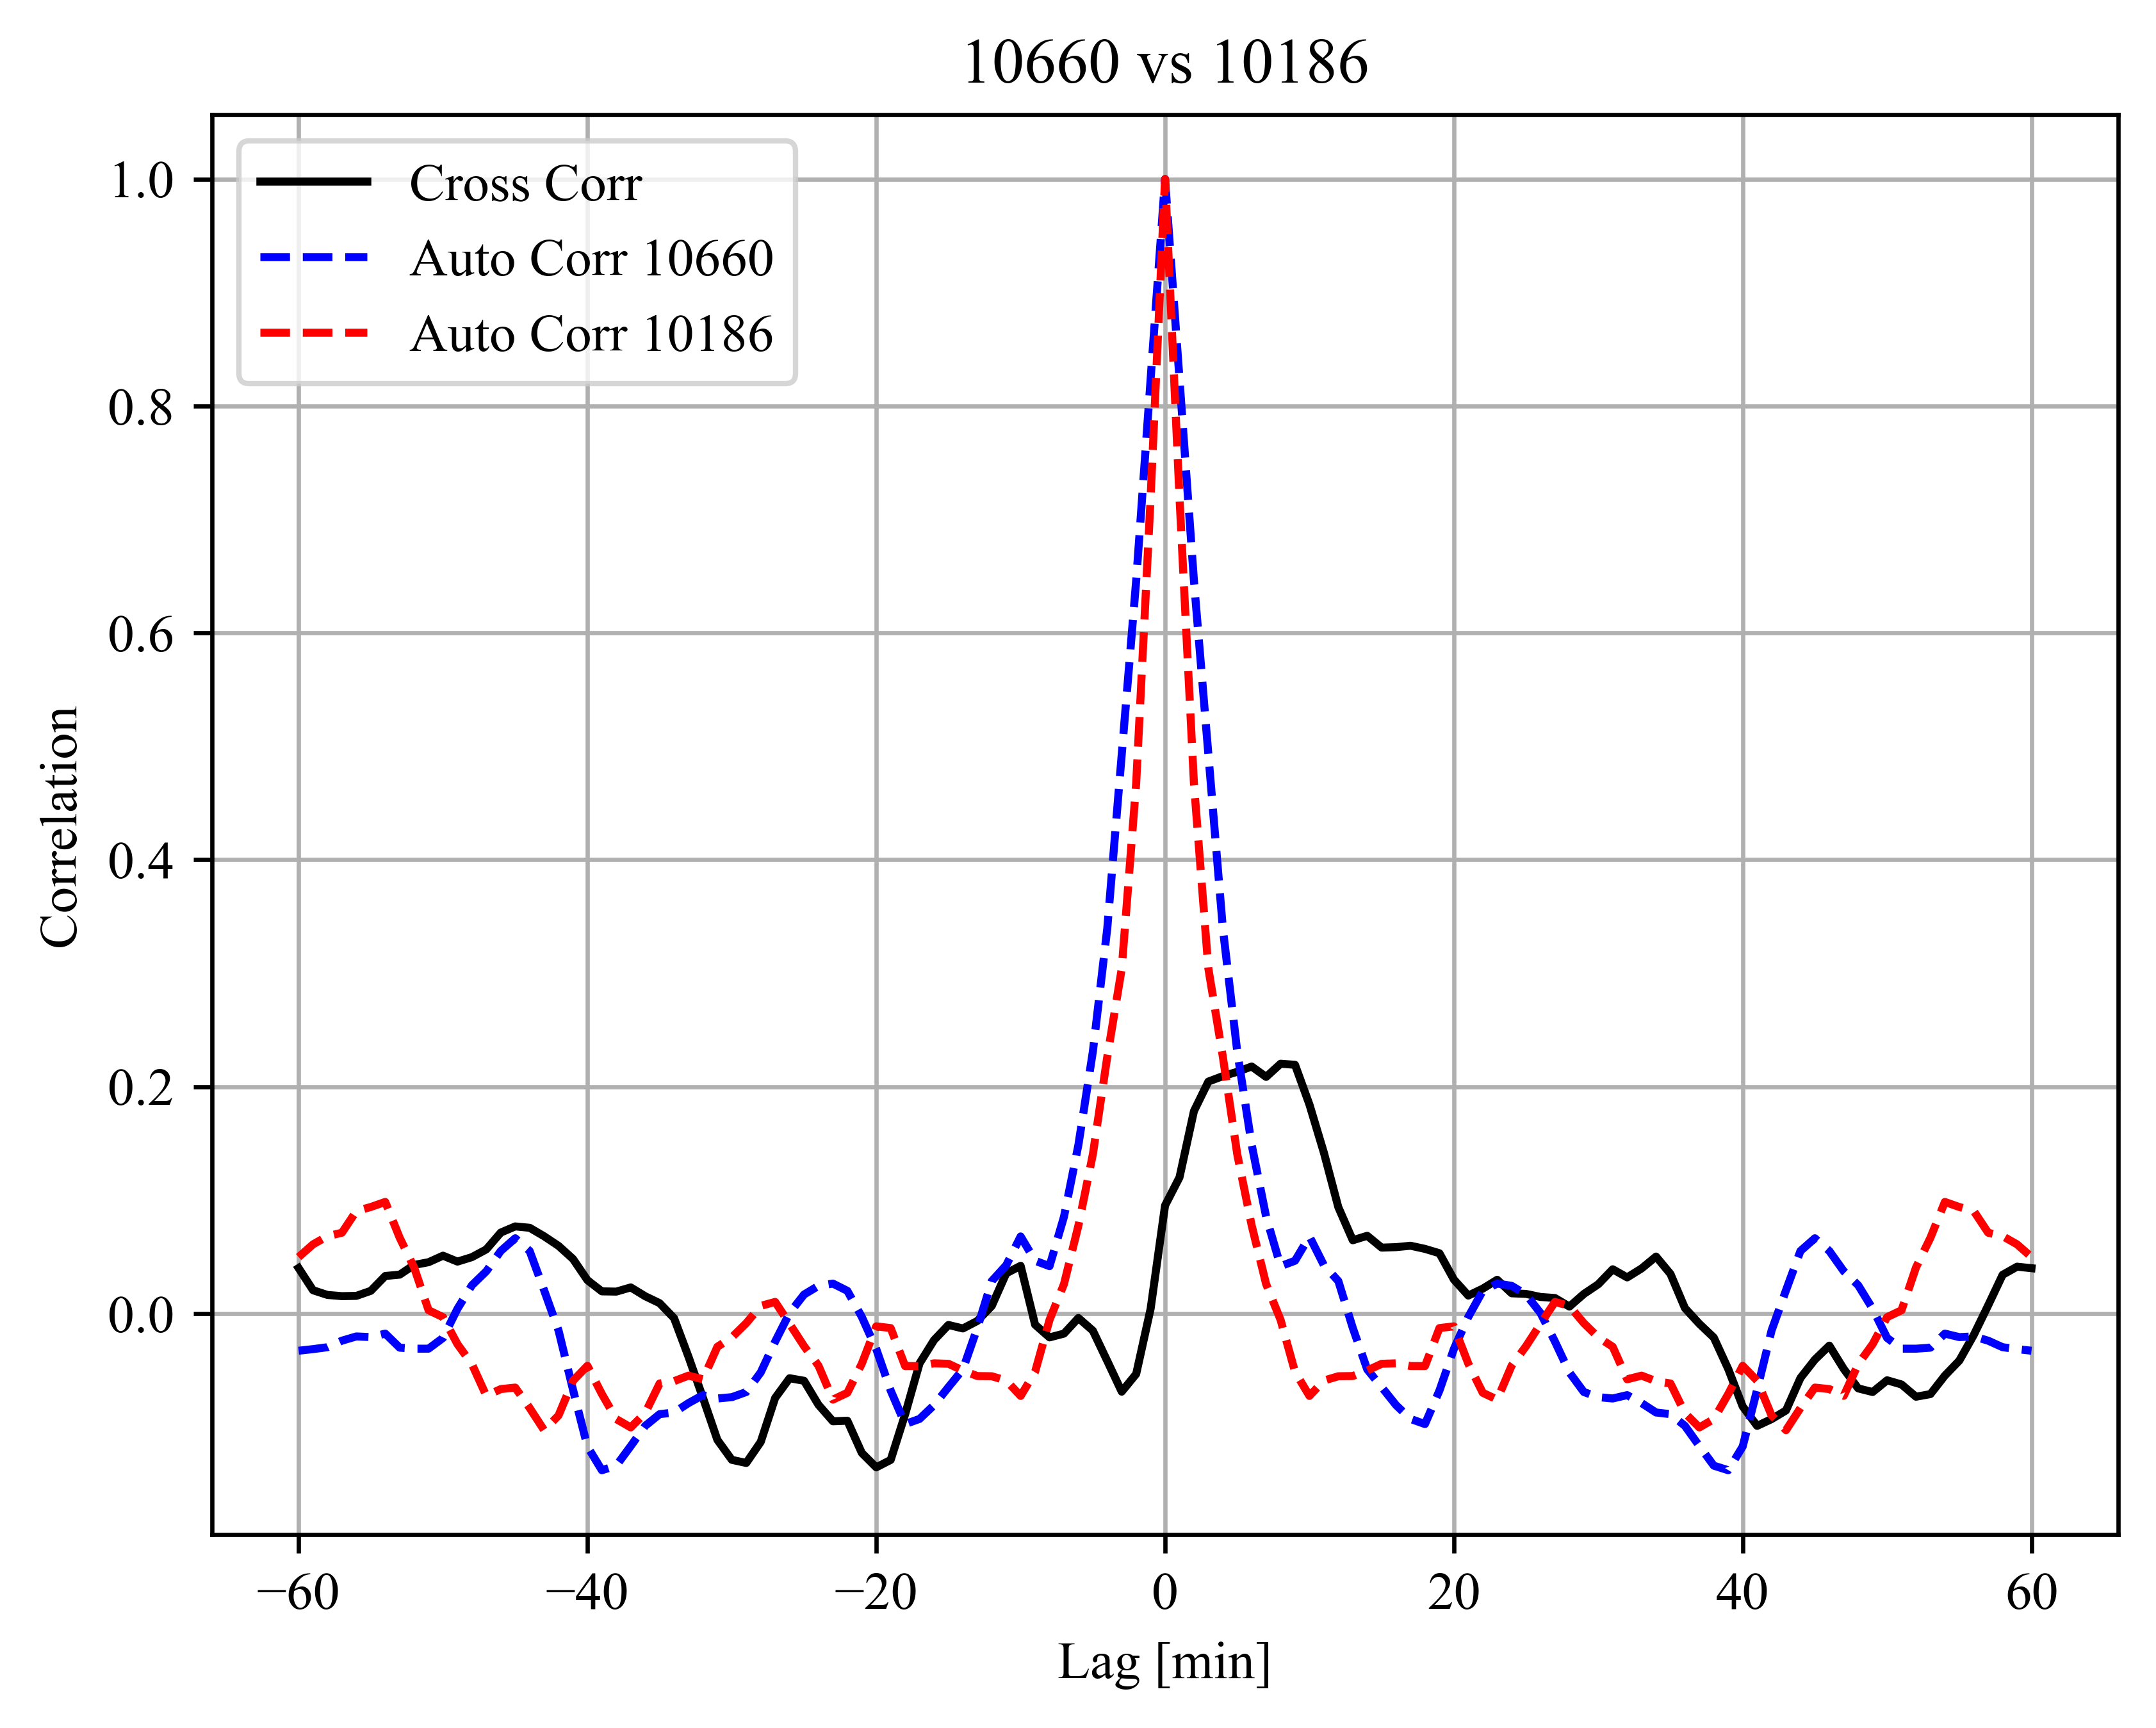 10660 vs 10186
Cross Corr
Auto Corr 10660
Auto Corr 10186
1.0
0.8
0.6
0.4
0.2
0.0
Correlation
−60
−40
−20
0
20
40
60
Lag [min]